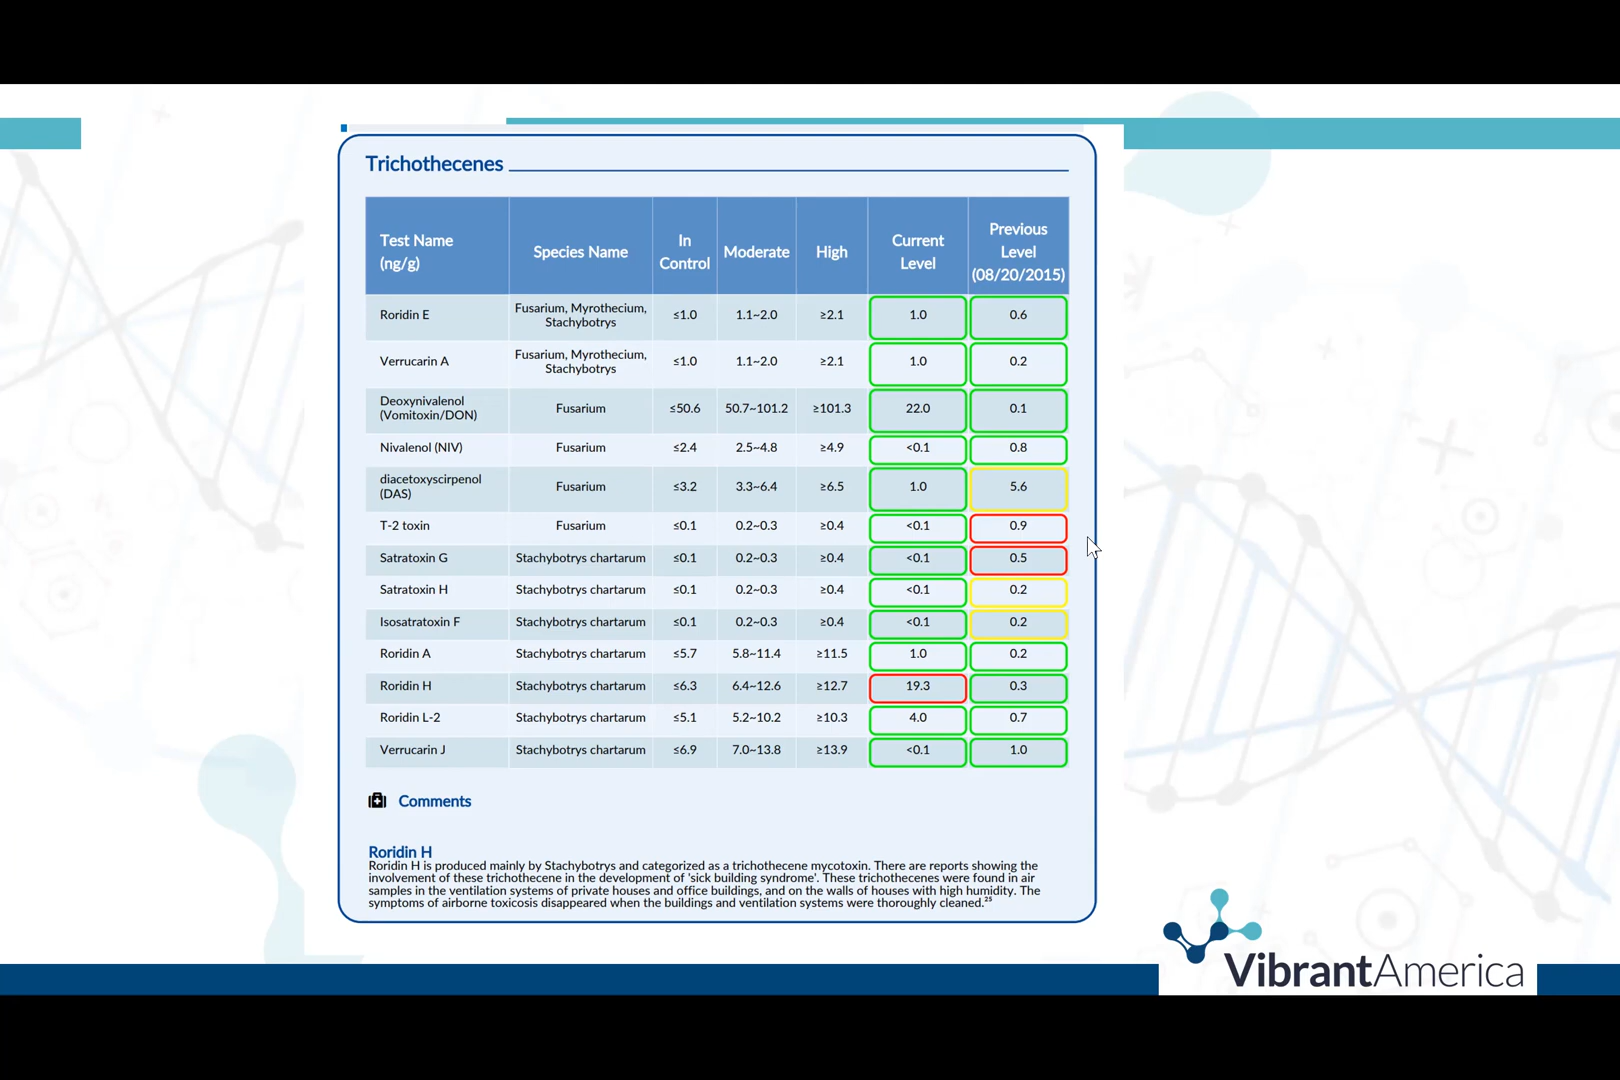 Trichothecenes
Test Name
(ng/g)
Species Name
In
Control
Moderate
High
Current
Level
Previous
Level
(08/20/2015)
Roridin E
Fusarium, Myrothecium,
Stachybotrys
≤1.0
1.1~2.0
≥2.1
1.0
0.6
Verrucarin A
Fusarium, Myrothecium,
Stachybotrys
≤1.0
1.1~2.0
≥2.1
1.0
0.2
Deoxynivalenol
(Vomitoxin/DON)
Fusarium
≤50.6
50.7~101.2
≥101.3
22.0
0.1
Nivalenol (NIV)
Fusarium
≤2.4
2.5~4.8
≥4.9
<0.1
0.8
diacetoxyscirpenol
(DAS)
Fusarium
≤3.2
3.3~6.4
≥6.5
1.0
5.6
T-2 toxin
Fusarium
≤0.1
0.2~0.3
≥0.4
<0.1
0.9
Satratoxin G
Stachybotrys chartarum
≤0.1
0.2~0.3
≥0.4
<0.1
0.5
Satratoxin H
Stachybotrys chartarum
≤0.1
0.2~0.3
≥0.4
<0.1
0.2
Isosatratoxin F
Stachybotrys chartarum
≤0.1
0.2~0.3
≥0.4
<0.1
0.2
Roridin A
Stachybotrys chartarum
≤5.7
5.8~11.4
≥11.5
1.0
0.2
Roridin H
Stachybotrys chartarum
≤6.3
6.4~12.6
≥12.7
19.3
0.3
Roridin L-2
Stachybotrys chartarum
≤5.1
5.2~10.2
≥10.3
4.0
0.7
Verrucarin J
Stachybotrys chartarum
≤6.9
7.0~13.8
≥13.9
<0.1
1.0
Comments
Roridin H
Roridin H is produced mainly by Stachybotrys and categorized as a trichothecene mycotoxin. There are reports showing the
involvement of these trichothecene in the development of 'sick building syndrome'. These trichothecenes were found in air
samples in the ventilation systems of private houses and office buildings, and on the walls of houses with high humidity. The
symptoms of airborne toxicosis disappeared when the buildings and ventilation systems were thoroughly cleaned.²⁵
VibrantAmerica